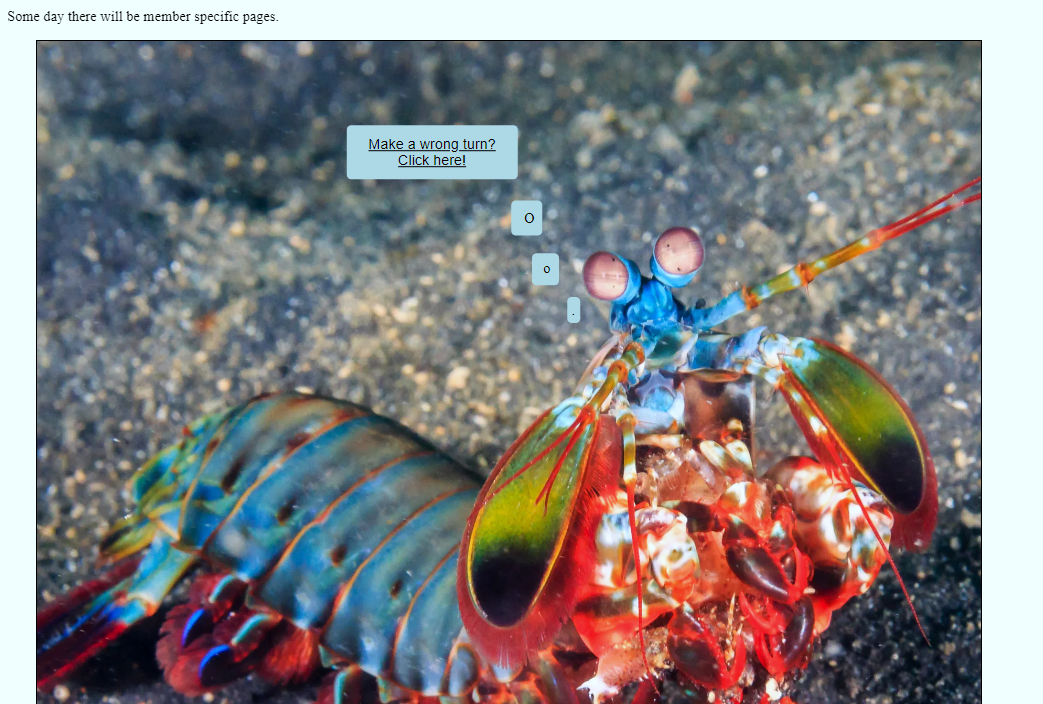 Some day there will be member specific pages.
Make a wrong turn?
Click here!
O
o
.